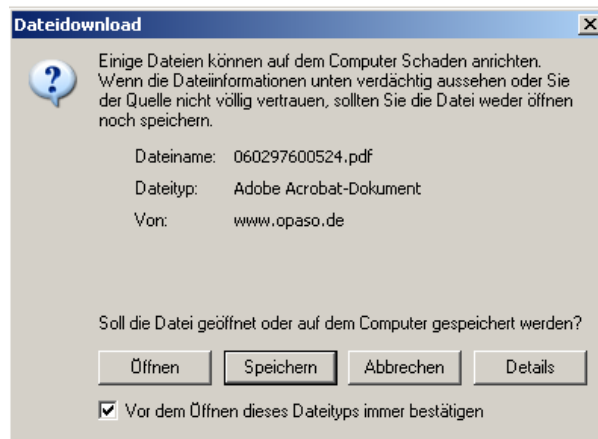 Dateidownload
Einige Dateien können auf dem Computer Schaden anrichten.
Wenn die Dateiinformationen unten verdächtig aussehen oder Sie
der Quelle nicht völlig vertrauen, sollten Sie die Datei weder öffnen
noch speichern.
Dateiname: 060297600524.pdf
Dateityp: Adobe Acrobat-Dokument
Von: www.opaso.de
Soll die Datei geöffnet oder auf dem Computer gespeichert werden?
Öffnen Speichern Abbrechen Details
Vor dem Öffnen dieses Dateityps immer bestätigen